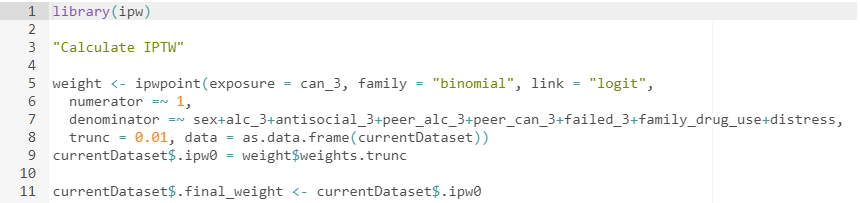 1 library(ipw)
2
3 "Calculate IPTW"
4
5 weight <- ipwpoint(exposure = can_3, family = "binomial", link = "logit",
6   numerator =~ 1,
7   denominator =~ sex+alc_3+antisocial_3+peer_alc_3+peer_can_3+failed_3+family_drug_use+distress,
8   trunc = 0.01, data = as.data.frame(currentDataset))
9 currentDataset$.ipw0 = weight$weights.trunc
10
11 currentDataset$.final_weight <- currentDataset$.ipw0